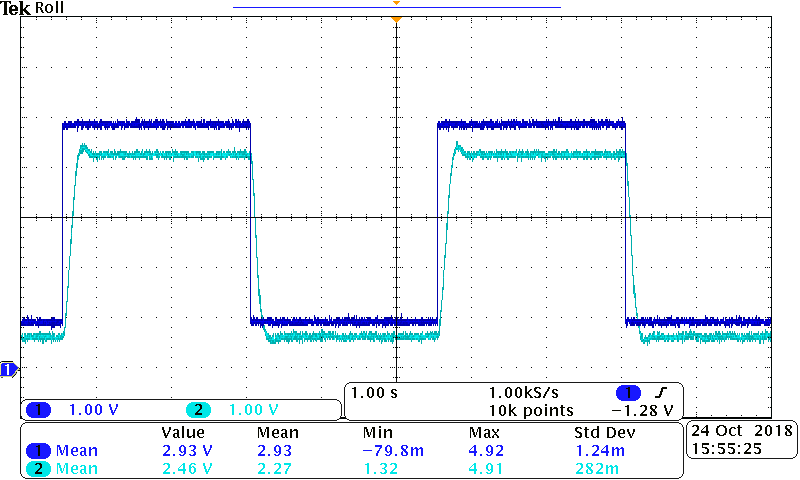 Tek Roll
1
1 1.00 V 2 1.00 V
1.00 s 1.00kS/s 1
10k points −1.28 V
Value Mean Min Max Std Dev
1 Mean 2.93 V 2.93 −79.8m 4.92 1.24m
2 Mean 2.46 V 2.27 1.32 4.91 282m
24 Oct 2018
15:55:25